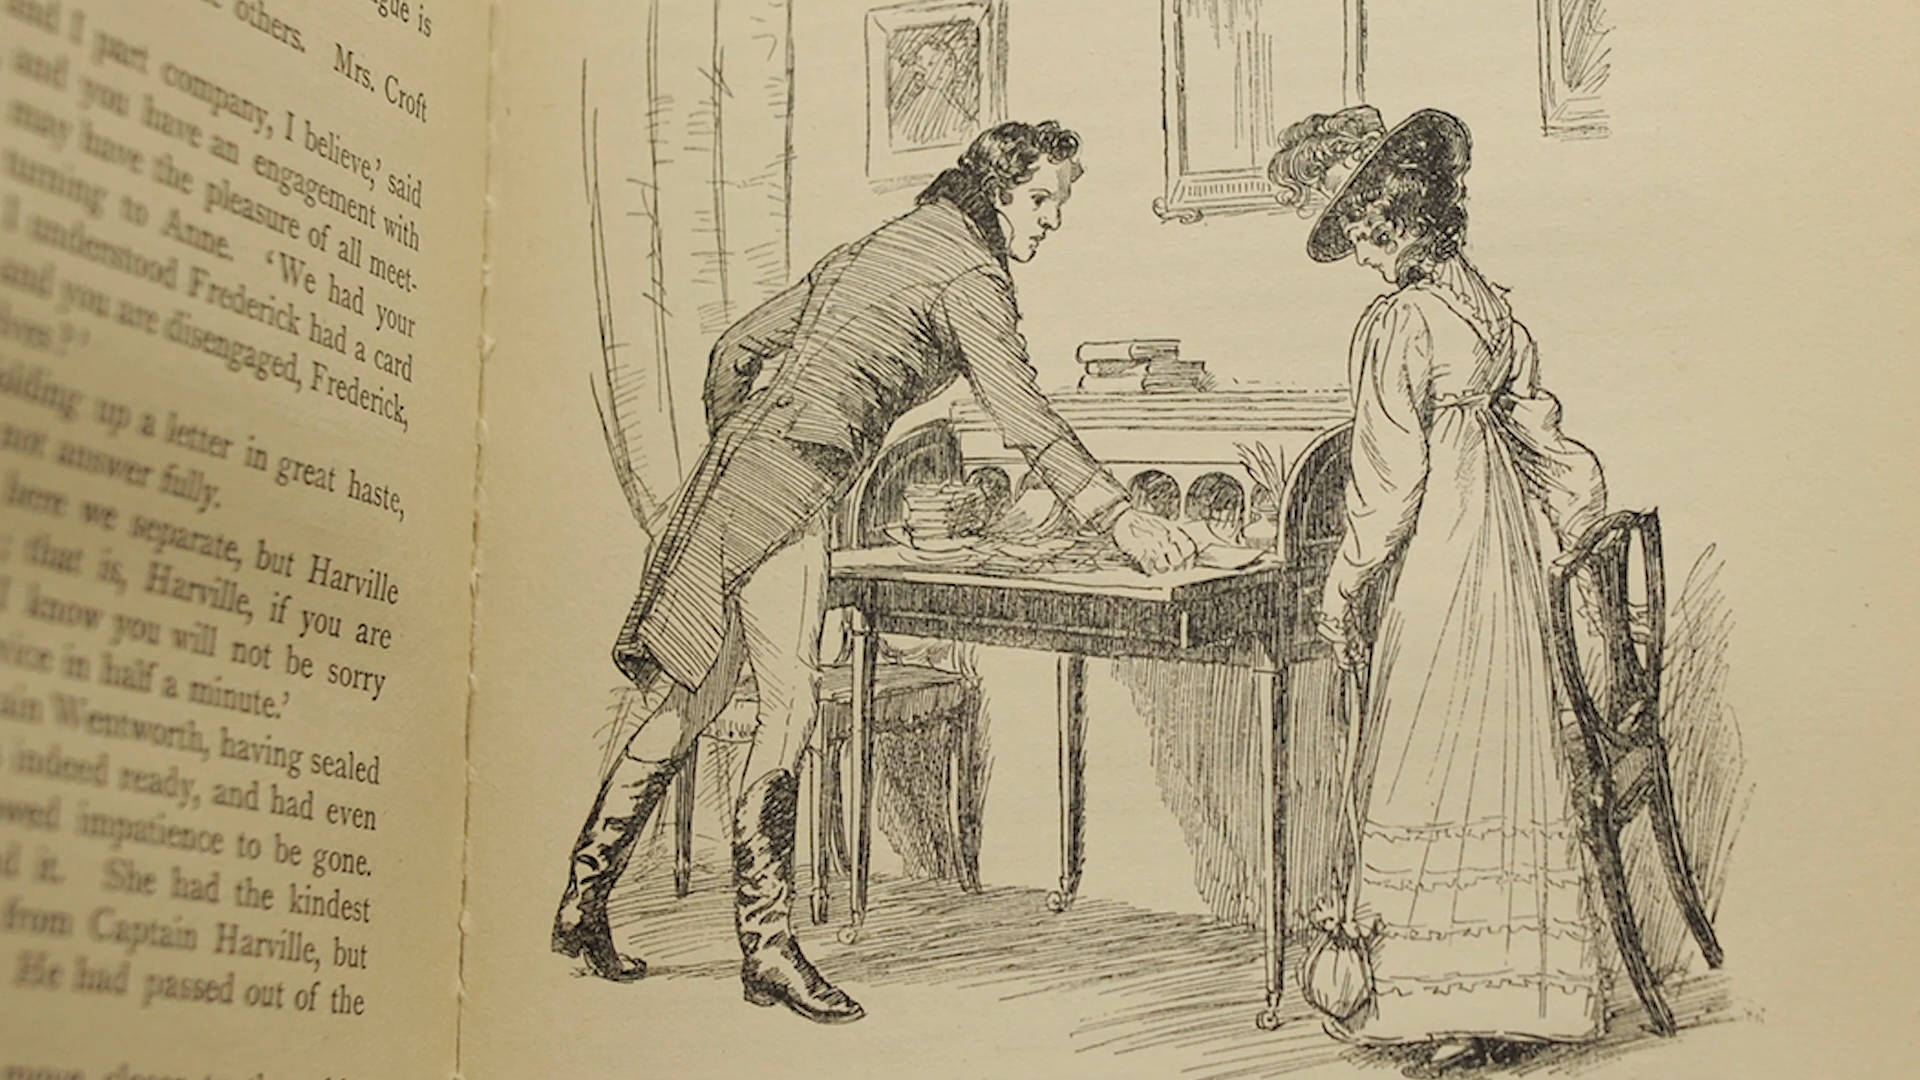 gue is
others. Mrs. Croft
and I part company, I believe,’ said
and you have an engagement with
may have the pleasure of all meet-
turning to Anne. ‘We had your
I understood Frederick had a card
and you are disengaged, Frederick,
up a letter in great haste,
not answer fully.
here we separate, but Harville
that is, Harville, if you are
I know you will not be sorry
in half a minute.’
Wentworth, having sealed
indeed ready, and had even
impatience to be gone.
it. She had the kindest
from Captain Harville, but
He had passed out of the